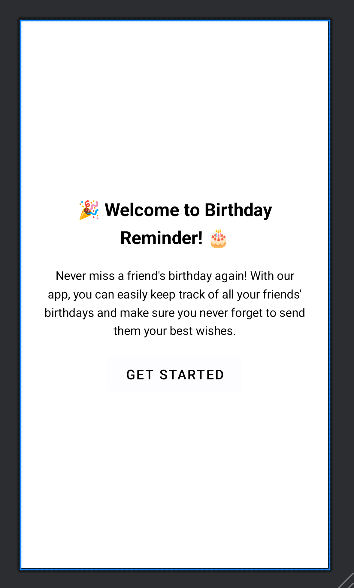 🎉 Welcome to Birthday
Reminder! 🎂
Never miss a friend's birthday again! With our
app, you can easily keep track of all your friends'
birthdays and make sure you never forget to send
them your best wishes.
GET STARTED